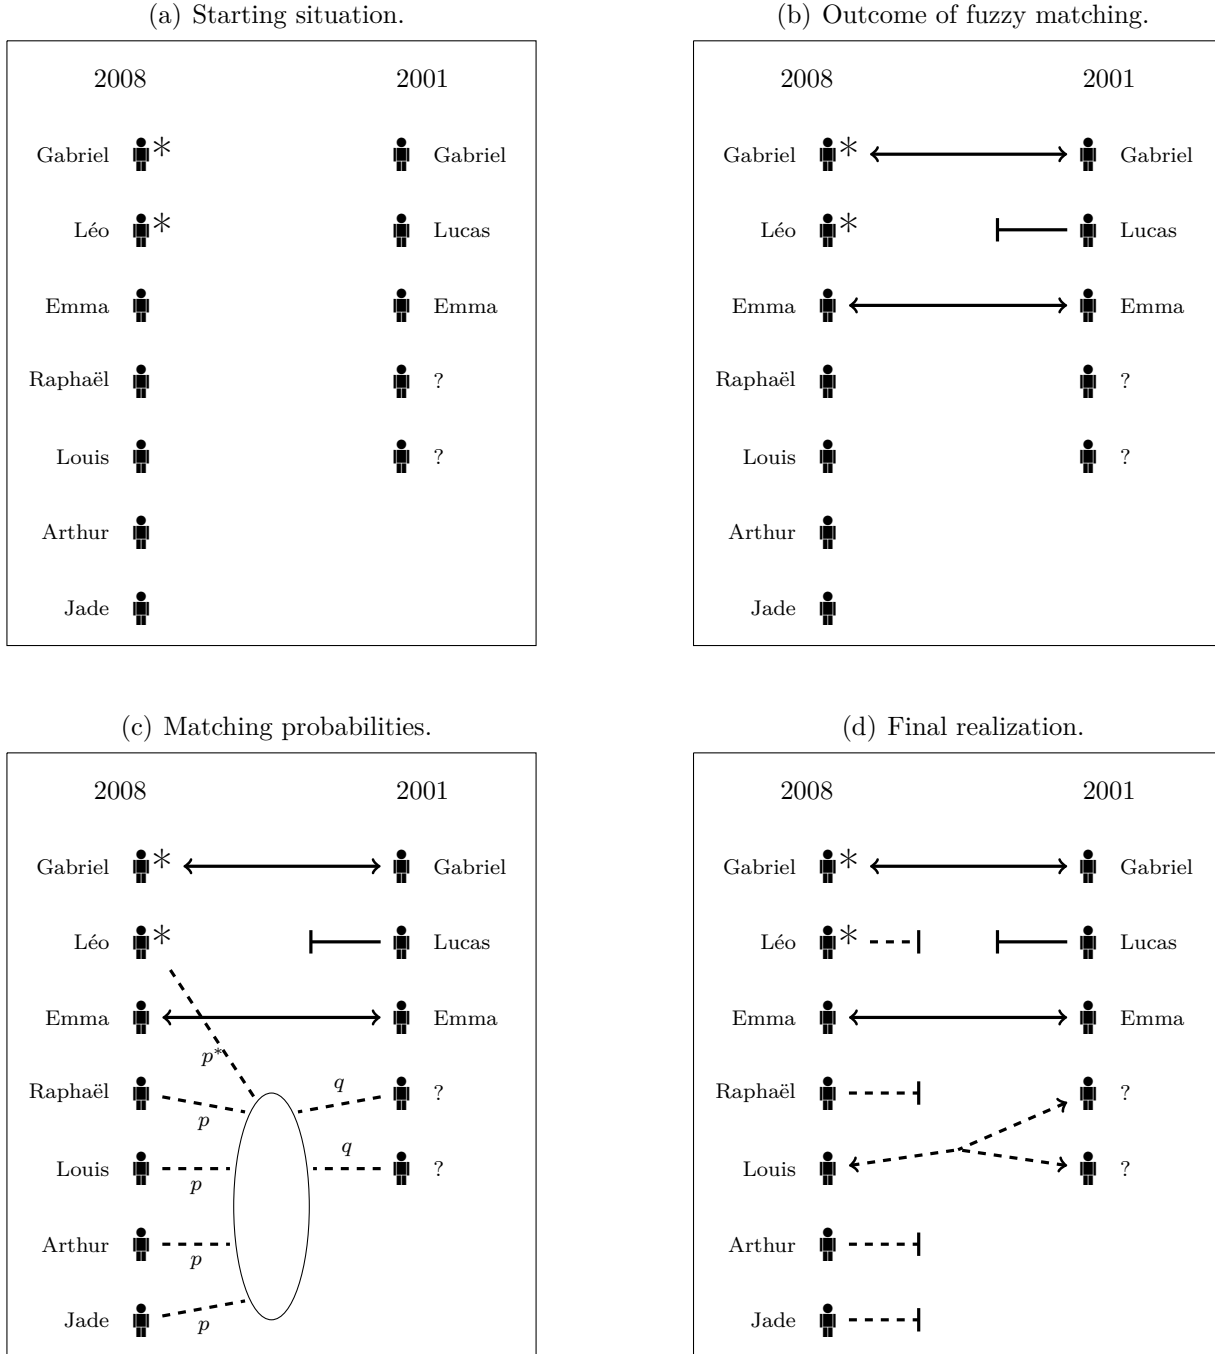 (a) Starting situation.
2008 2001
Gabriel * Gabriel
Léo * Lucas
Emma Emma
Raphaël ?
Louis ?
Arthur
Jade
(b) Outcome of fuzzy matching.
2008 2001
Gabriel * Gabriel
Léo * Lucas
Emma Emma
Raphaël ?
Louis ?
Arthur
Jade
(c) Matching probabilities.
2008 2001
Gabriel * Gabriel
Léo * Lucas
Emma Emma
p*
Raphaël p q ?
Louis p q ?
Arthur p
Jade p
(d) Final realization.
2008 2001
Gabriel * Gabriel
Léo * Lucas
Emma Emma
Raphaël ?
Louis ?
Arthur
Jade